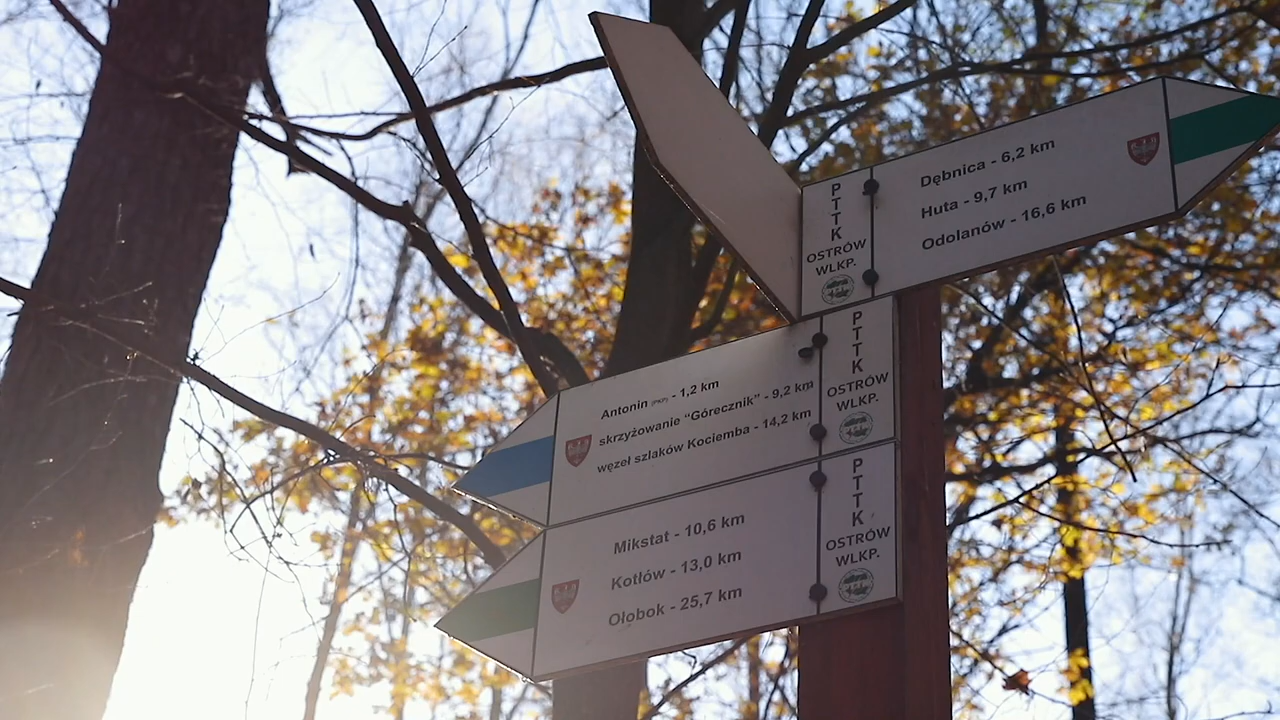 PTTK
OSTRÓW
WLKP.
Dębnica - 6,2 km
Huta - 9,7 km
Odolanów - 16,6 km
Antonin (PKP) - 1,2 km
skrzyżowanie "Górecznik" - 9,2 km
węzeł szlaków Kociemba - 14,2 km
PTTK
OSTRÓW
WLKP.
Mikstat - 10,6 km
Kotłów - 13,0 km
Ołobok - 25,7 km
PTTK
OSTRÓW
WLKP.